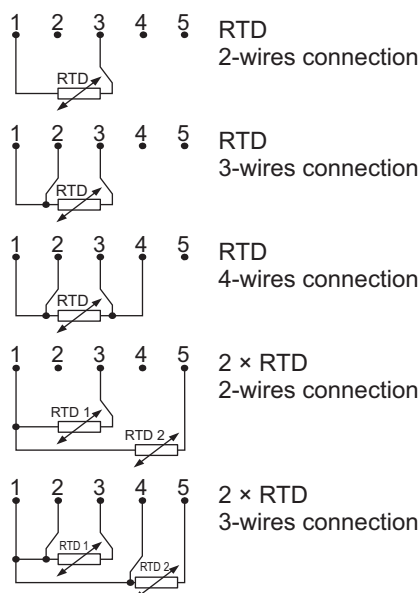 1 2 3 4 5
RTD
2-wires connection
RTD
1 2 3 4 5
RTD
3-wires connection
RTD
1 2 3 4 5
RTD
4-wires connection
RTD
1 2 3 4 5
2 × RTD
2-wires connection
RTD 1
RTD 2
1 2 3 4 5
2 × RTD
3-wires connection
RTD 1
RTD 2